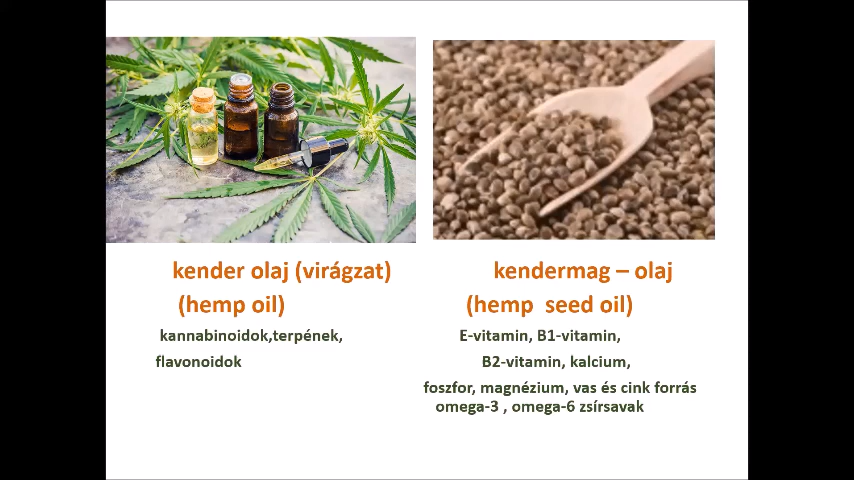 kender olaj (virágzat)
(hemp oil)
kannabinoidok,terpének,
flavonoidok
kendermag – olaj
(hemp  seed oil)
E-vitamin, B1-vitamin,
B2-vitamin, kalcium,
foszfor, magnézium, vas és cink forrás
omega-3 , omega-6 zsírsavak